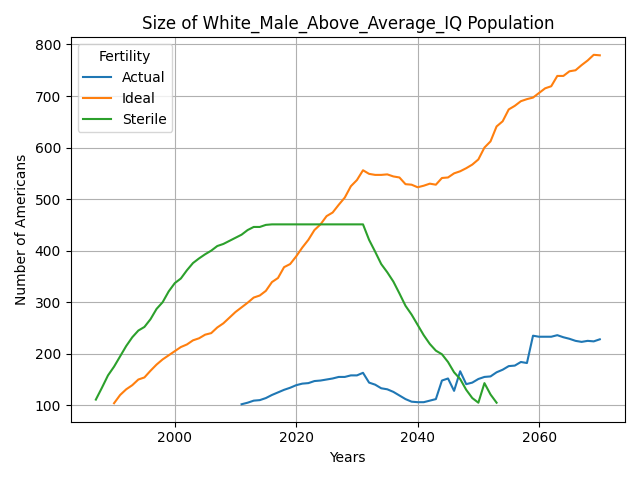 Size of White_Male_Above_Average_IQ Population
Fertility
Actual
Ideal
Sterile
Number of Americans
800
700
600
500
400
300
200
100
2000
2020
2040
2060
Years